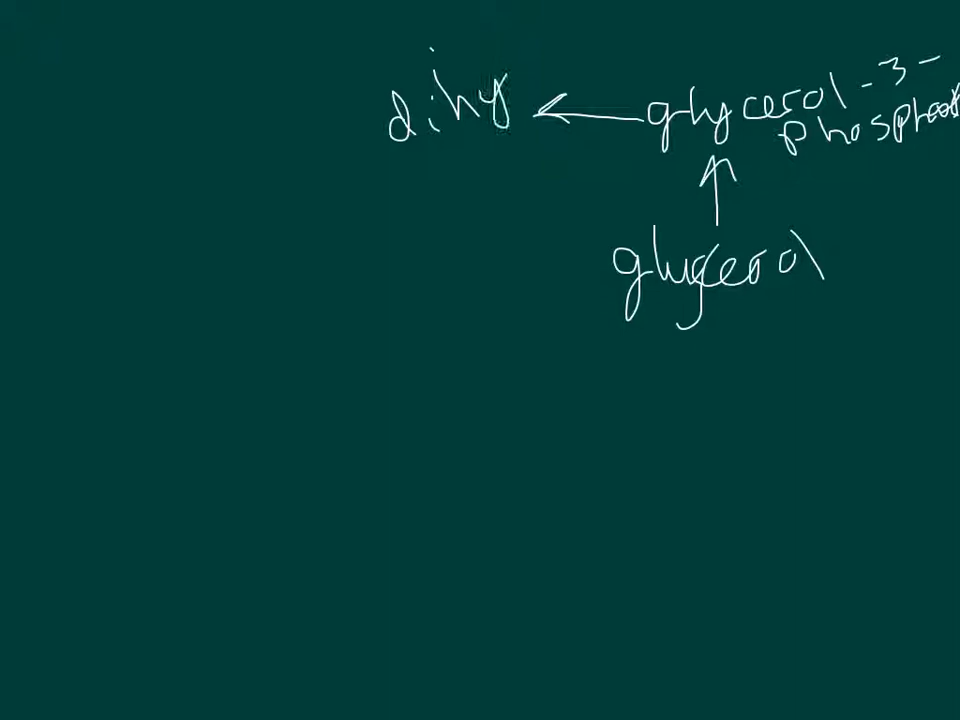 dihy ← glycerol-3-
phosphat
↑
glycerol